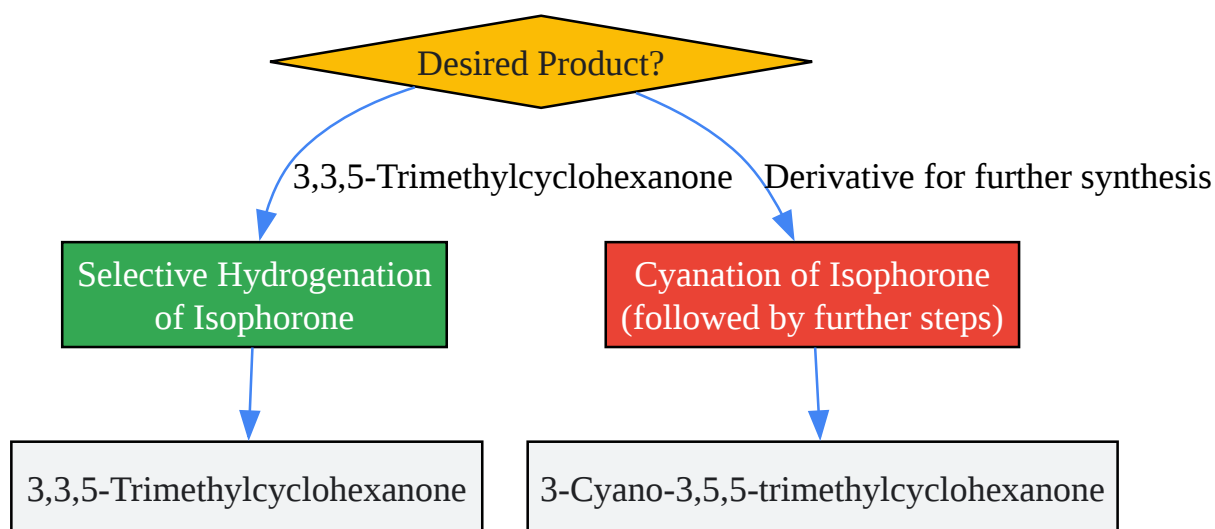 Desired Product?
3,3,5-Trimethylcyclohexanone
Derivative for further synthesis
Selective Hydrogenation
of Isophorone
Cyanation of Isophorone
(followed by further steps)
3,3,5-Trimethylcyclohexanone
3-Cyano-3,5,5-trimethylcyclohexanone